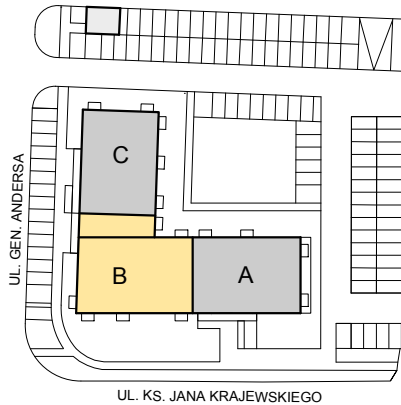 C
UL. GEN. ANDERSA
B
A
UL. KS. JANA KRAJEWSKIEGO